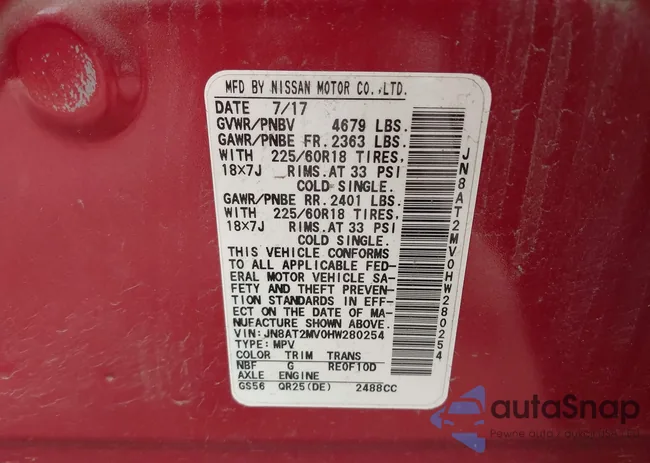 MFD BY NISSAN MOTOR CO.,LTD.
DATE 7/17
GVWR/PNBV 4679 LBS.
GAWR/PNBE FR. 2363 LBS.
WITH 225/60R18 TIRES,
18X7J RIMS.AT 33 PSI
COLD SINGLE.
GAWR/PNBE RR. 2401 LBS.
WITH 225/60R18 TIRES,
18X7J RIMS.AT 33 PSI
COLD SINGLE.
THIS VEHICLE CONFORMS
TO ALL APPLICABLE FED-
ERAL MOTOR VEHICLE SA-
FETY AND THEFT PREVEN-
TION STANDARDS IN EFF-
ECT ON THE DATE OF MA-
NUFACTURE SHOWN ABOVE.
VIN: JN8AT2MV0HW280254
TYPE: MPV
COLOR TRIM TRANS
NBF G RE0F10D
AXLE ENGINE
GS56 QR25(DE) 2488CC
JN8AT2MV0HW280254
autoSnap
Pewne auto z aukcji